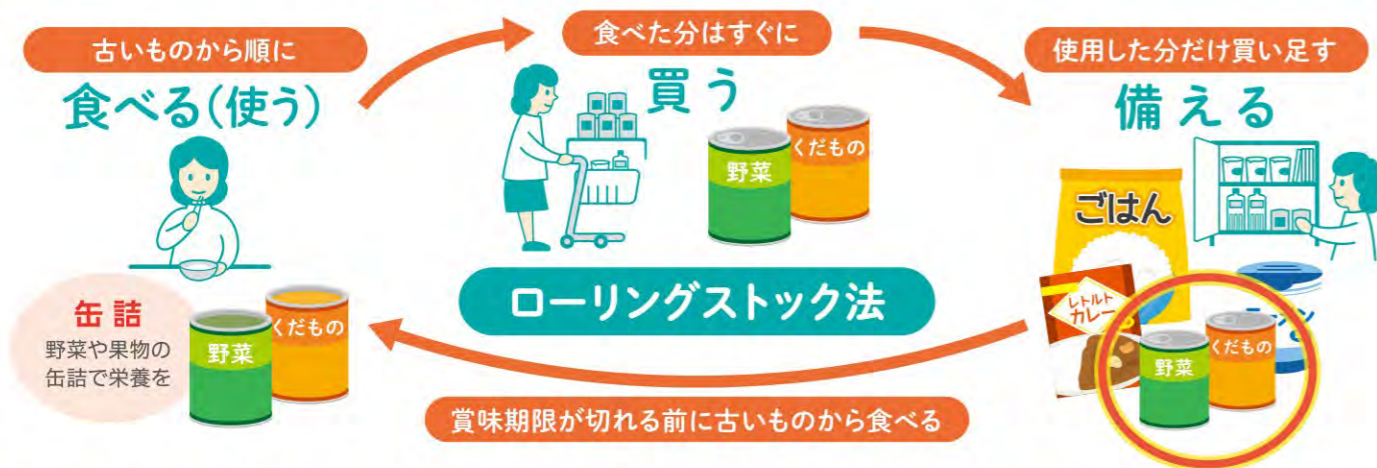 古いものから順に
食べる(使う)
缶詰
野菜や果物の
缶詰で栄養を
野菜
くだもの
食べた分はすぐに
買う
野菜
くだもの
ローリングストック法
使用した分だけ買い足す
備える
ごはん
レトルト
カレー
野菜
くだもの
賞味期限が切れる前に古いものから食べる